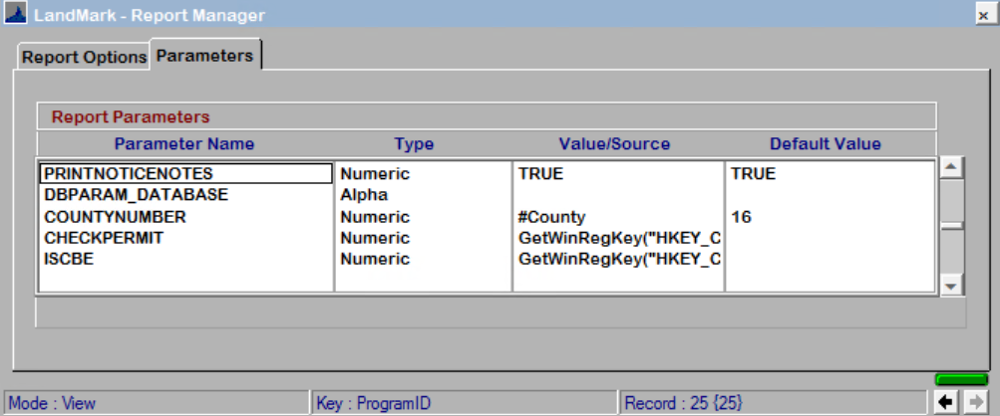 LandMark - Report Manager
Report Options Parameters
Report Parameters
Parameter Name Type Value/Source Default Value
PRINTNOTICENOTES Numeric TRUE TRUE
DBPARAM_DATABASE Alpha
COUNTYNUMBER Numeric #County 16
CHECKPERMIT Numeric GetWinRegKey("HKEY_C
ISCBE Numeric GetWinRegKey("HKEY_C
Mode : View Key : ProgramID Record : 25 {25}